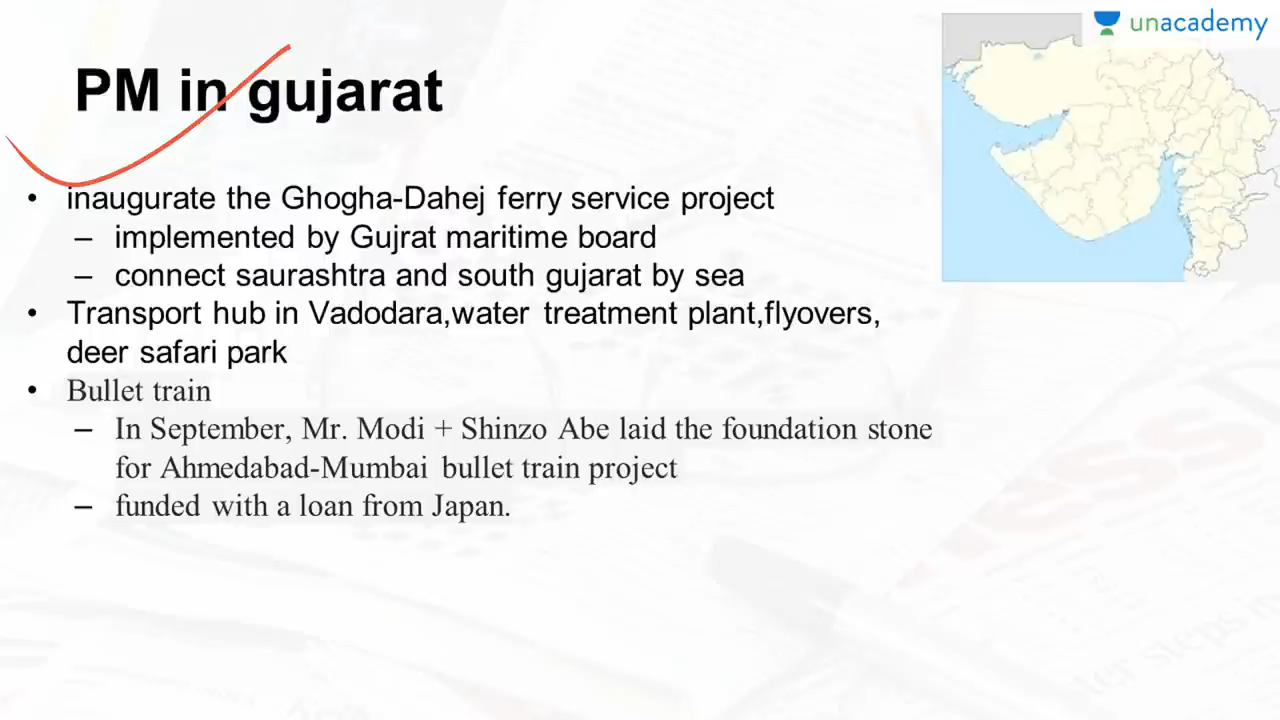 unacademy
PM in gujarat
• inaugurate the Ghogha-Dahej ferry service project
– implemented by Gujrat maritime board
– connect saurashtra and south gujarat by sea
• Transport hub in Vadodara,water treatment plant,flyovers,
deer safari park
• Bullet train
– In September, Mr. Modi + Shinzo Abe laid the foundation stone
for Ahmedabad-Mumbai bullet train project
– funded with a loan from Japan.